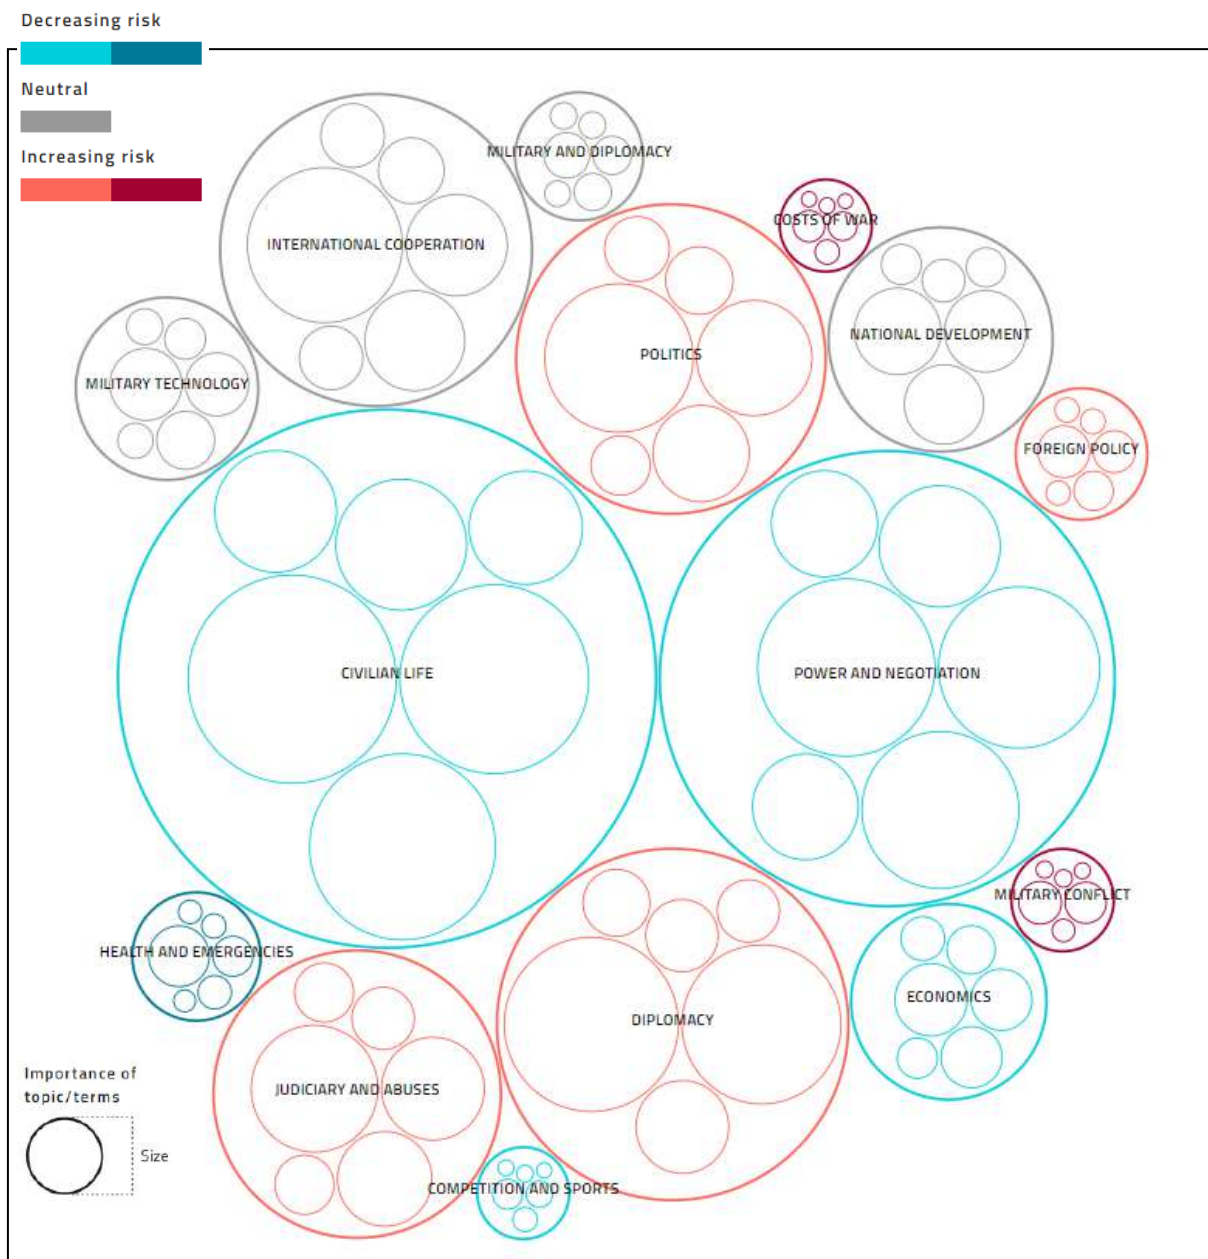 Decreasing risk
Neutral
Increasing risk
MILITARY AND DIPLOMACY
COSTS OF WAR
INTERNATIONAL COOPERATION
NATIONAL DEVELOPMENT
POLITICS
MILITARY TECHNOLOGY
FOREIGN POLICY
CIVILIAN LIFE
POWER AND NEGOTIATION
MILITARY CONFLICT
HEALTH AND EMERGENCIES
ECONOMICS
DIPLOMACY
JUDICIARY AND ABUSES
COMPETITION AND SPORTS
Importance of
topic/terms
Size